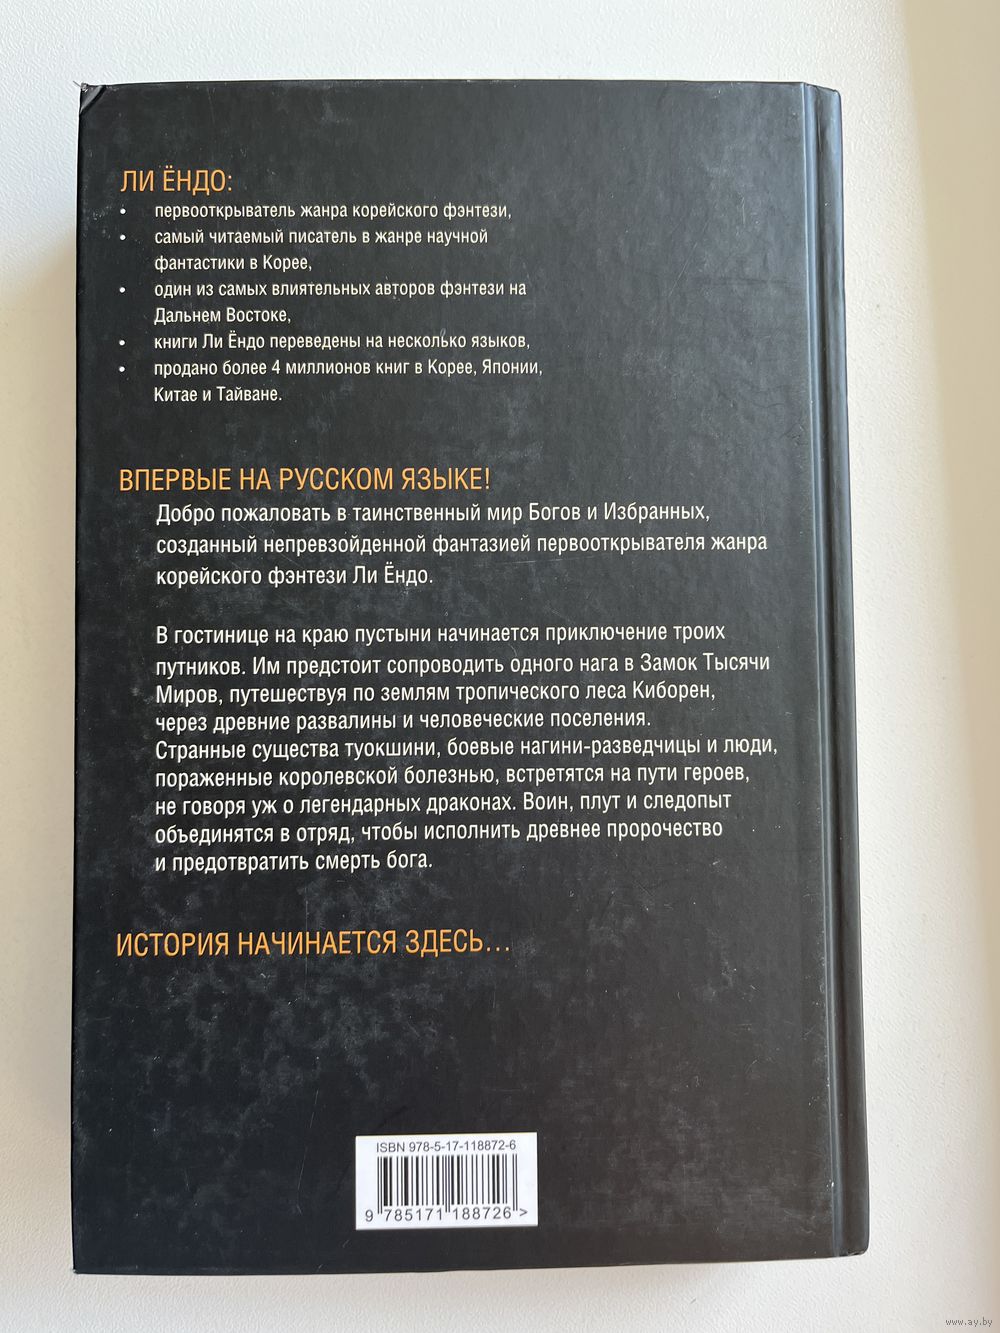 ЛИ ЁНДО:
• первооткрыватель жанра корейского фэнтези,
• самый читаемый писатель в жанре научной
фантастики в Корее,
• один из самых влиятельных авторов фэнтези на
Дальнем Востоке,
• книги Ли Ёндо переведены на несколько языков,
• продано более 4 миллионов книг в Корее, Японии,
Китае и Тайване.
ВПЕРВЫЕ НА РУССКОМ ЯЗЫКЕ!
Добро пожаловать в таинственный мир Богов и Избранных,
созданный непревзойденной фантазией первооткрывателя жанра
корейского фэнтези Ли Ёндо.
В гостинице на краю пустыни начинается приключение троих
путников. Им предстоит сопроводить одного нага в Замок Тысячи
Миров, путешествуя по землям тропического леса Киборен,
через древние развалины и человеческие поселения.
Странные существа туокшини, боевые нагини-разведчицы и люди,
пораженные королевской болезнью, встретятся на пути героев,
не говоря уж о легендарных драконах. Воин, плут и следопыт
объединятся в отряд, чтобы исполнить древнее пророчество
и предотвратить смерть бога.
ИСТОРИЯ НАЧИНАЕТСЯ ЗДЕСЬ...
ISBN 978-5-17-118872-6
9 785171 188726 >
www.ay.by